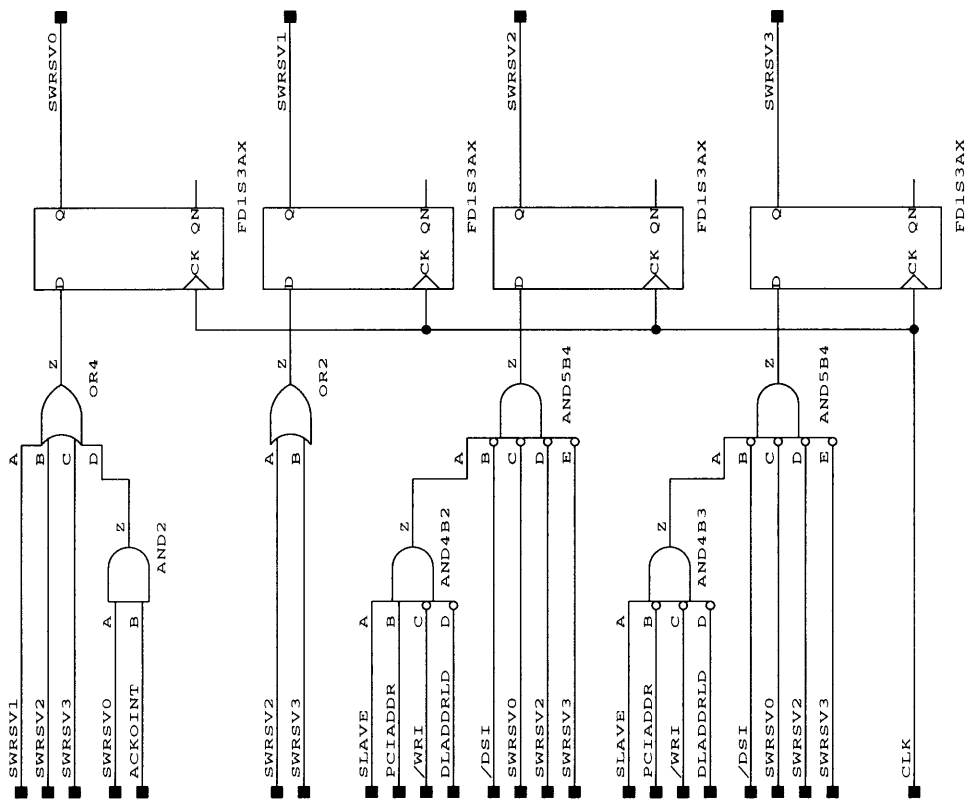 SWRSV0
SWRSV1
SWRSV2
SWRSV3
Q
QN
D
CK
FD1S3AX
Q
QN
D
CK
FD1S3AX
Q
QN
D
CK
FD1S3AX
Q
QN
D
CK
FD1S3AX
Z
OR4
A
B
C
D
Z
AND2
A
B
Z
OR2
A
B
Z
AND5B4
A
B
C
D
E
Z
AND4B2
A
B
C
D
Z
AND5B4
A
B
C
D
E
Z
AND4B3
A
B
C
D
SWRSV1
SWRSV2
SWRSV3
SWRSV0
ACKOINT
SWRSV2
SWRSV3
SLAVE
PCIADDR
/WRI
DLADDRLD
/DSI
SWRSV0
SWRSV2
SWRSV3
SLAVE
PCIADDR
/WRI
DLADDRLD
/DSI
SWRSV0
SWRSV2
SWRSV3
CLK